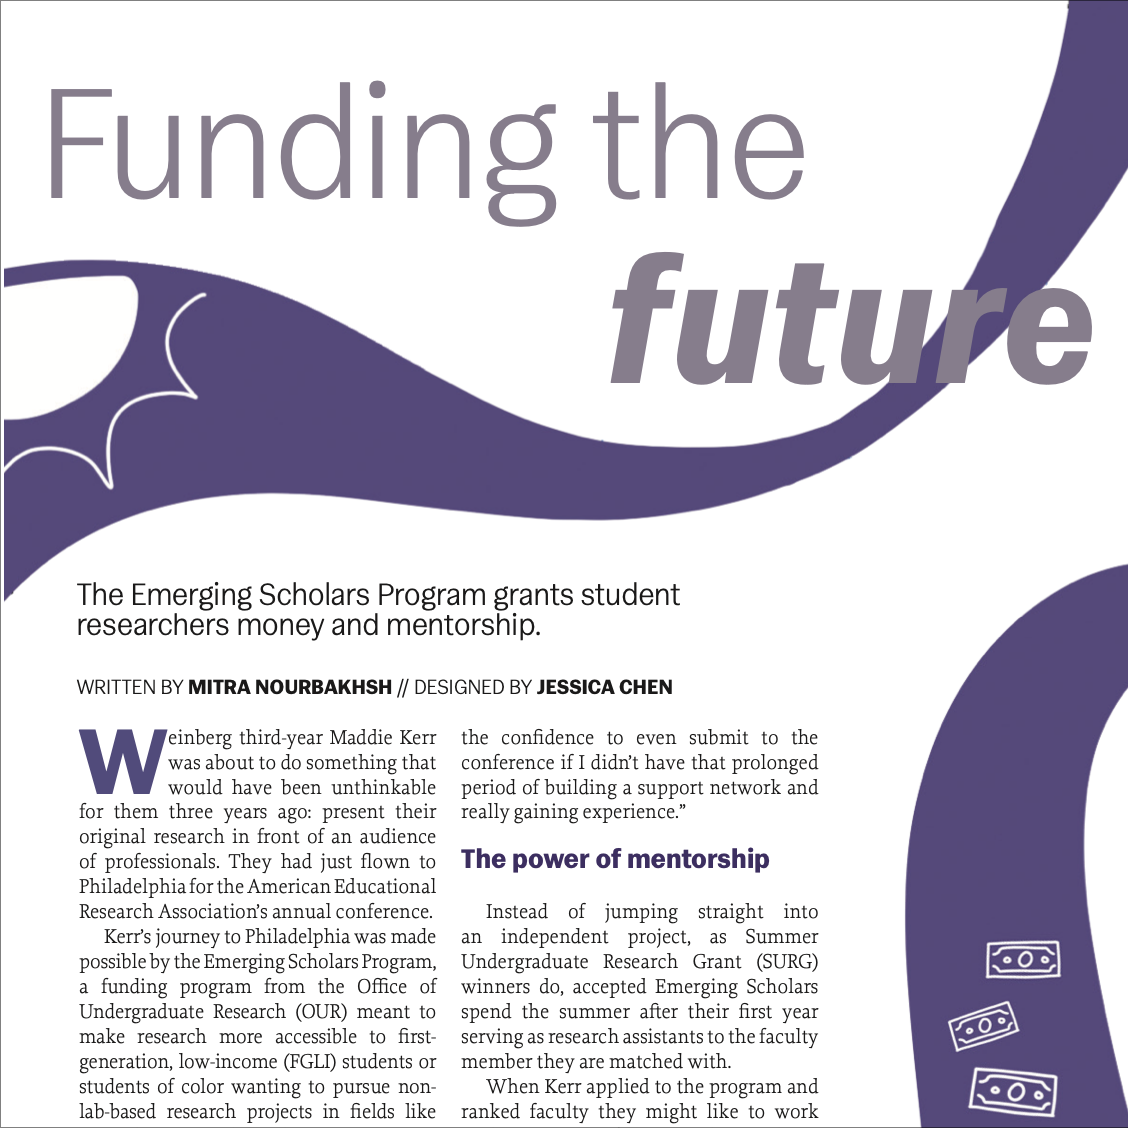 Funding the
future
The Emerging Scholars Program grants student
researchers money and mentorship.
WRITTEN BY MITRA NOURBAKHSH // DESIGNED BY JESSICA CHEN
Weinberg third-year Maddie Kerr
was about to do something that
would have been unthinkable
for them three years ago: present their
original research in front of an audience
of professionals. They had just flown to
Philadelphia for the American Educational
Research Association’s annual conference.
Kerr’s journey to Philadelphia was made
possible by the Emerging Scholars Program,
a funding program from the Office of
Undergraduate Research (OUR) meant to
make research more accessible to first-
generation, low-income (FGLI) students or
students of color wanting to pursue non-
lab-based research projects in fields like
the confidence to even submit to the
conference if I didn’t have that prolonged
period of building a support network and
really gaining experience.”
The power of mentorship
Instead of jumping straight into
an independent project, as Summer
Undergraduate Research Grant (SURG)
winners do, accepted Emerging Scholars
spend the summer after their first year
serving as research assistants to the faculty
member they are matched with.
When Kerr applied to the program and
ranked faculty they might like to work